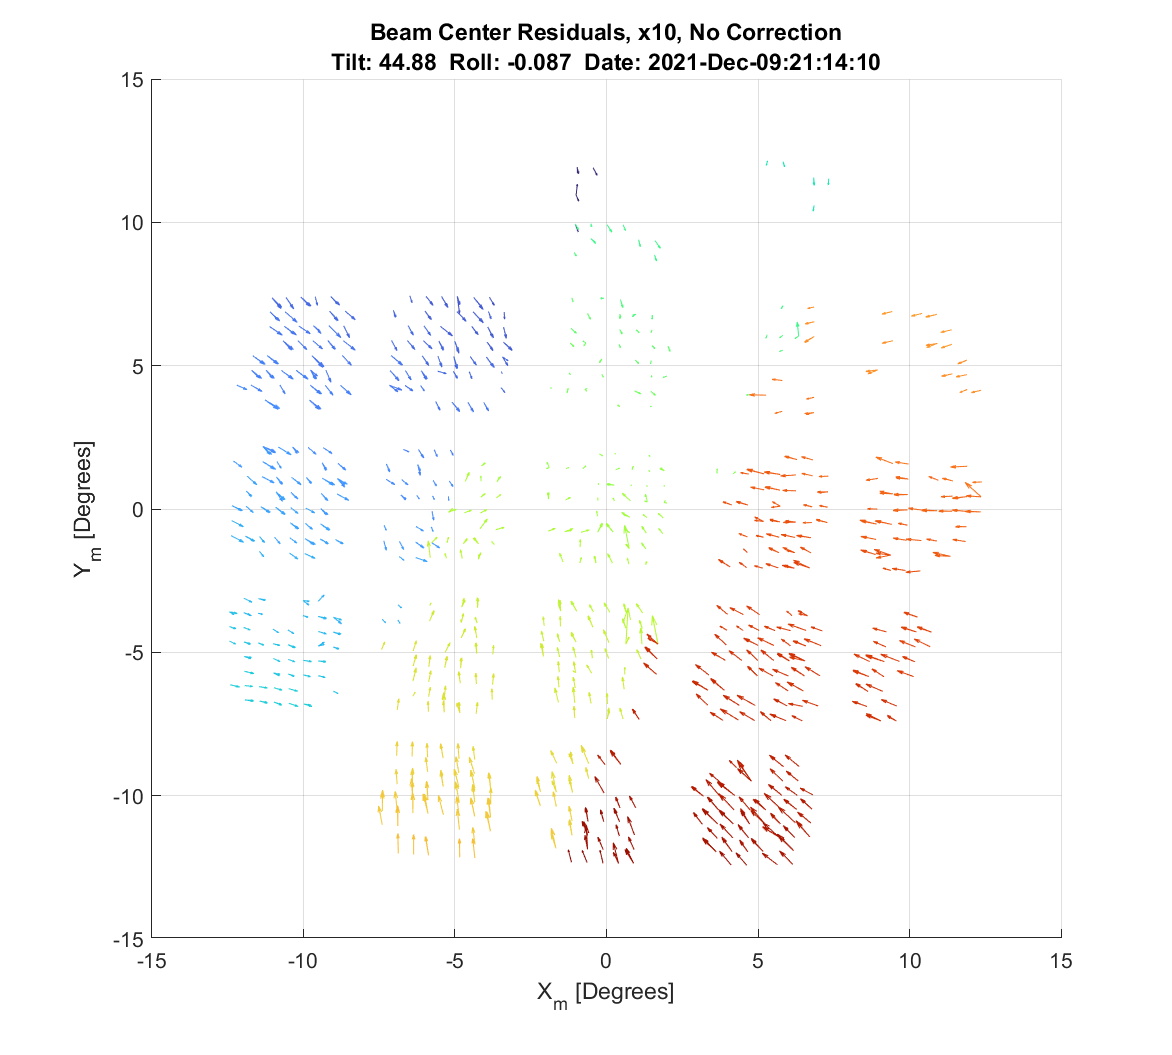 Beam Center Residuals, x10, No Correction
Tilt: 44.88  Roll: -0.087  Date: 2021-Dec-09:21:14:10
15
10
5
0
-5
-10
-15
Y_m [Degrees]
-15 -10 -5 0 5 10 15
X_m [Degrees]